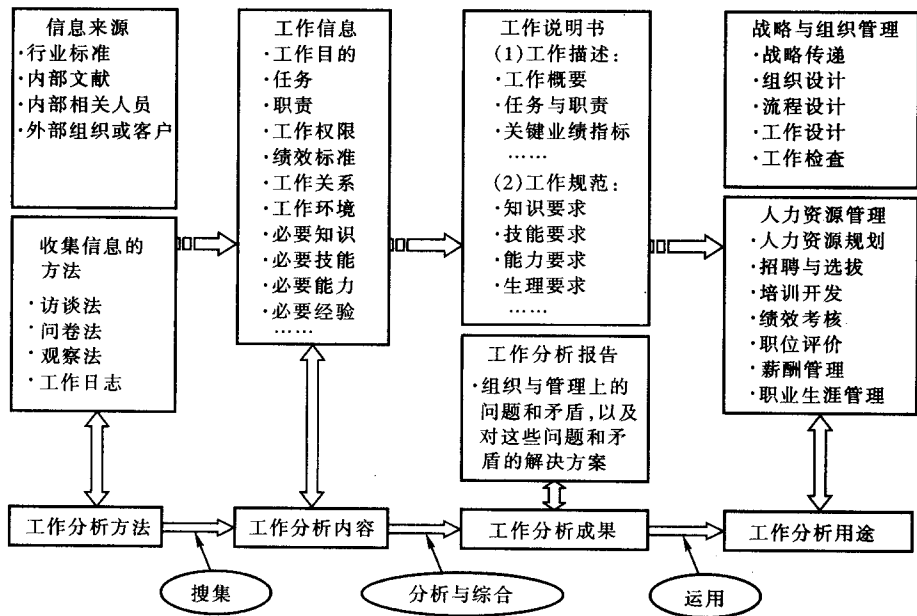 信息来源
·行业标准
·内部文献
·内部相关人员
·外部组织或客户
收集信息的
方法
·访谈法
·问卷法
·观察法
·工作日志
工作信息
·工作目的
·任务
·职责
·工作权限
·绩效标准
·工作关系
·工作环境
·必要知识
·必要技能
·必要能力
·必要经验
……
工作说明书
(1)工作描述:
·工作概要
·任务与职责
·关键业绩指标
……
(2)工作规范:
·知识要求
·技能要求
·能力要求
·生理要求
……
工作分析报告
·组织与管理上的
问题和矛盾,以及
对这些问题和矛
盾的解决方案
战略与组织管理
·战略传递
·组织设计
·流程设计
·工作设计
·工作检查
人力资源管理
·人力资源规划
·招聘与选拔
·培训开发
·绩效考核
·职位评价
·薪酬管理
·职业生涯管理
工作分析方法
工作分析内容
工作分析成果
工作分析用途
搜集
分析与综合
运用